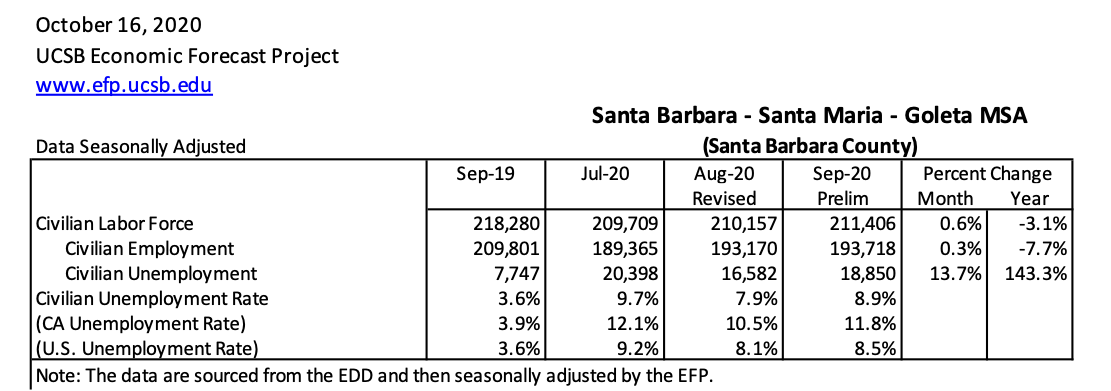 October 16, 2020
UCSB Economic Forecast Project
www.efp.ucsb.edu
Santa Barbara - Santa Maria - Goleta MSA
Data Seasonally Adjusted (Santa Barbara County)
Sep-19 Jul-20 Aug-20 Sep-20 Percent Change
Revised Prelim Month Year
Civilian Labor Force 218,280 209,709 210,157 211,406 0.6% -3.1%
Civilian Employment 209,801 189,365 193,170 193,718 0.3% -7.7%
Civilian Unemployment 7,747 20,398 16,582 18,850 13.7% 143.3%
Civilian Unemployment Rate 3.6% 9.7% 7.9% 8.9%
(CA Unemployment Rate) 3.9% 12.1% 10.5% 11.8%
(U.S. Unemployment Rate) 3.6% 9.2% 8.1% 8.5%
Note: The data are sourced from the EDD and then seasonally adjusted by the EFP.